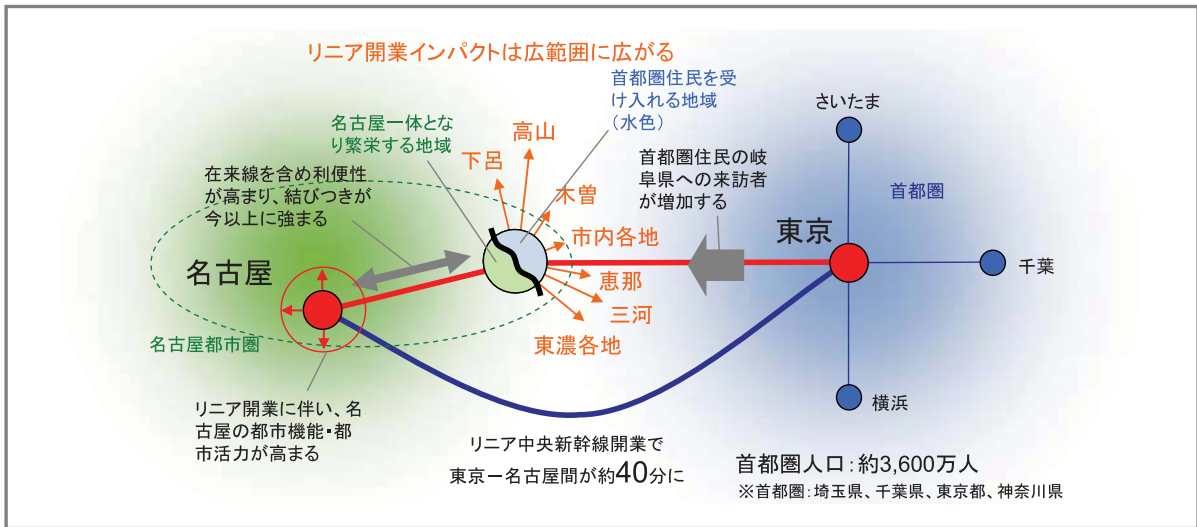 リニア開業インパクトは広範囲に広がる
首都圏住民を受
け入れる地域
（水色）
名古屋一体とな
り繁栄する地域
在来線を含め利便性
が高まり、結びつきが
今以上に強まる
下呂
高山
木曽
市内各地
恵那
三河
東濃各地
首都圏住民の岐
阜県への来訪者
が増加する
さいたま
首都圏
東京
千葉
横浜
名古屋
名古屋都市圏
リニア開業に伴い、名
古屋の都市機能・都
市活力が高まる
リニア中央新幹線開業で
東京－名古屋間が約40分に
首都圏人口：約3,600万人
※首都圏：埼玉県、千葉県、東京都、神奈川県